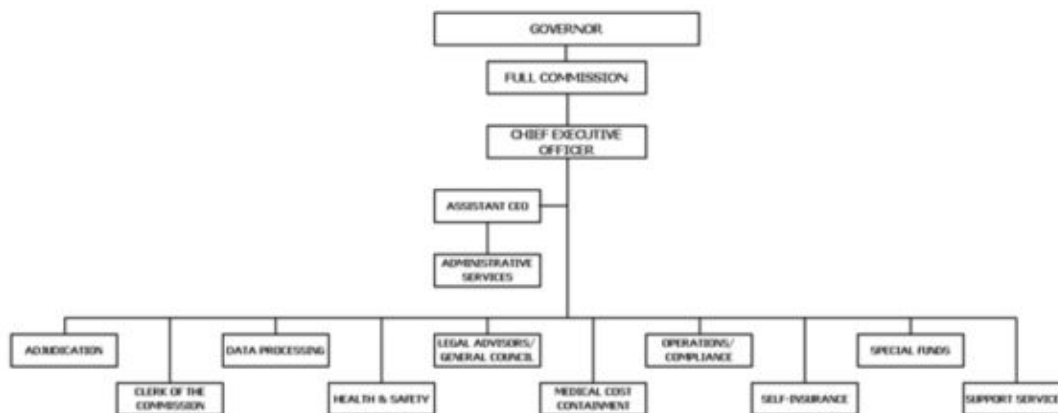 GOVERNOR
FULL COMMISSION
CHIEF EXECUTIVE
OFFICER
ASSISTANT CEO
ADMINISTRATIVE
SERVICES
ADJUDICATION
DATA PROCESSING
LEGAL ADVISORS/
GENERAL COUNCIL
OPERATIONS/
COMPLIANCE
SPECIAL FUNDS
CLERK OF THE
COMMISSION
HEALTH & SAFETY
MEDICAL COST
CONTAINMENT
SELF-INSURANCE
SUPPORT SERVICE